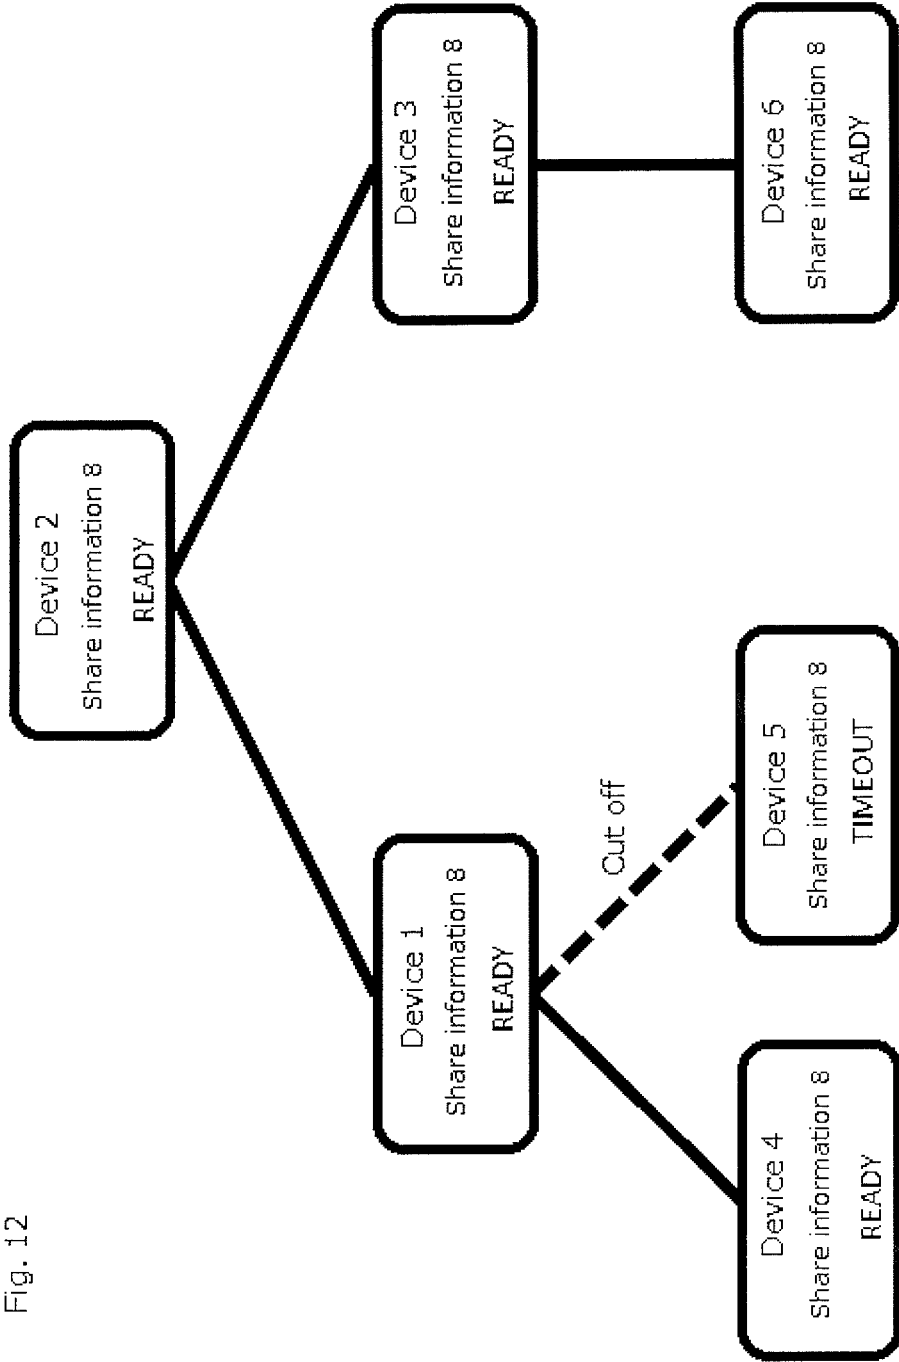 Fig. 12
Device 2
Share information 8
READY
Device 1
Share information 8
READY
Device 3
Share information 8
READY
Cut off
Device 4
Share information 8
READY
Device 5
Share information 8
TIMEOUT
Device 6
Share information 8
READY